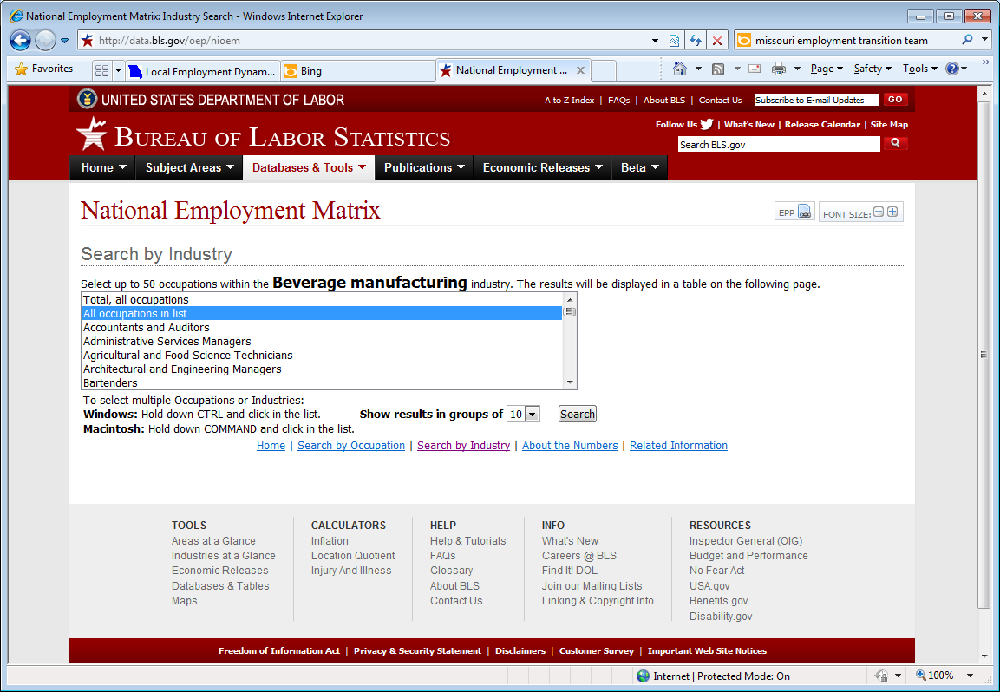 National Employment Matrix: Industry Search - Windows Internet Explorer
http://data.bls.gov/oep/nioem
missouri employment transition team
Favorites
Local Employment Dynam...
Bing
National Employment ...
Page
Safety
Tools
UNITED STATES DEPARTMENT OF LABOR
A to Z Index | FAQs | About BLS | Contact Us
Subscribe to E-mail Updates
GO
BUREAU OF LABOR STATISTICS
Follow Us | What's New | Release Calendar | Site Map
Search BLS.gov
Home
Subject Areas
Databases & Tools
Publications
Economic Releases
Beta
National Employment Matrix
EPP
FONT SIZE:
Search by Industry
Select up to 50 occupations within the Beverage manufacturing industry. The results will be displayed in a table on the following page.
Total, all occupations
All occupations in list
Accountants and Auditors
Administrative Services Managers
Agricultural and Food Science Technicians
Architectural and Engineering Managers
Bartenders
To select multiple Occupations or Industries:
Windows: Hold down CTRL and click in the list.
Macintosh: Hold down COMMAND and click in the list.
Show results in groups of 10
Search
Home | Search by Occupation | Search by Industry | About the Numbers | Related Information
TOOLS
Areas at a Glance
Industries at a Glance
Economic Releases
Databases & Tables
Maps
CALCULATORS
Inflation
Location Quotient
Injury And Illness
HELP
Help & Tutorials
FAQs
Glossary
About BLS
Contact Us
INFO
What's New
Careers @ BLS
Find It! DOL
Join our Mailing Lists
Linking & Copyright Info
RESOURCES
Inspector General (OIG)
Budget and Performance
No Fear Act
USA.gov
Benefits.gov
Disability.gov
Freedom of Information Act | Privacy & Security Statement | Disclaimers | Customer Survey | Important Web Site Notices
Internet | Protected Mode: On
100%